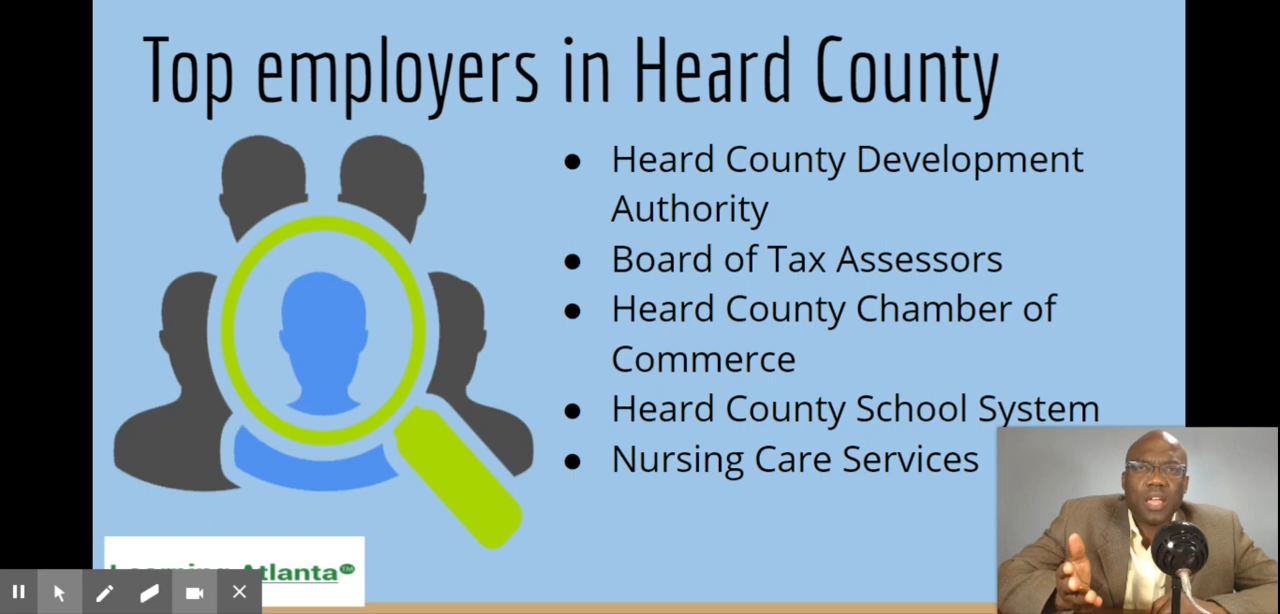 Top employers in Heard County
● Heard County Development
Authority
● Board of Tax Assessors
● Heard County Chamber of
Commerce
● Heard County School System
● Nursing Care Services
Learning Atlanta™